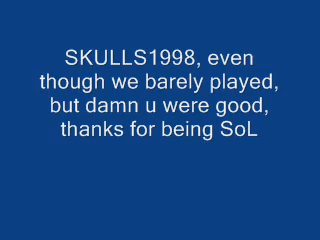 SKULLS1998, even
though we barely played,
but damn u were good,
thanks for being SoL